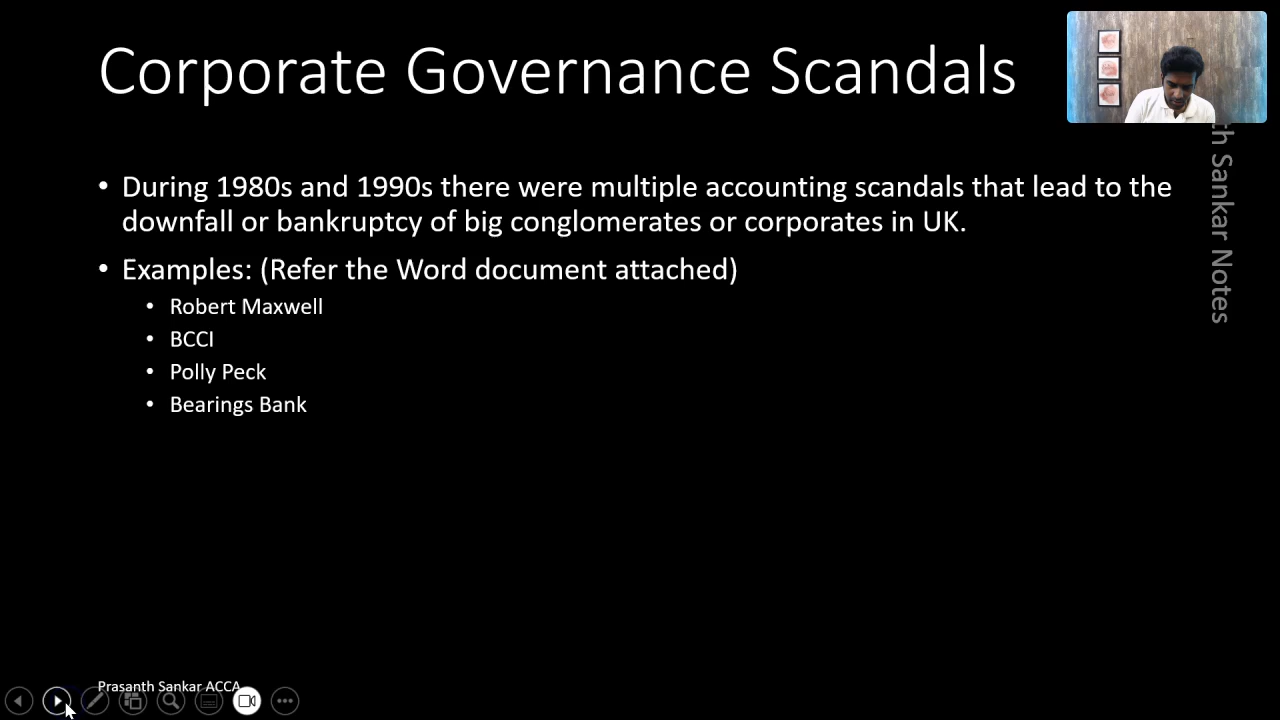 Corporate Governance Scandals
• During 1980s and 1990s there were multiple accounting scandals that lead to the
downfall or bankruptcy of big conglomerates or corporates in UK.
• Examples: (Refer the Word document attached)
• Robert Maxwell
• BCCI
• Polly Peck
• Bearings Bank
Sankar Notes
Prasanth Sankar ACCA